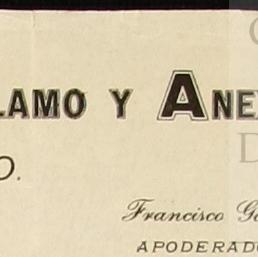 LAMO Y ANE
O.
Francisco G
APODERAD